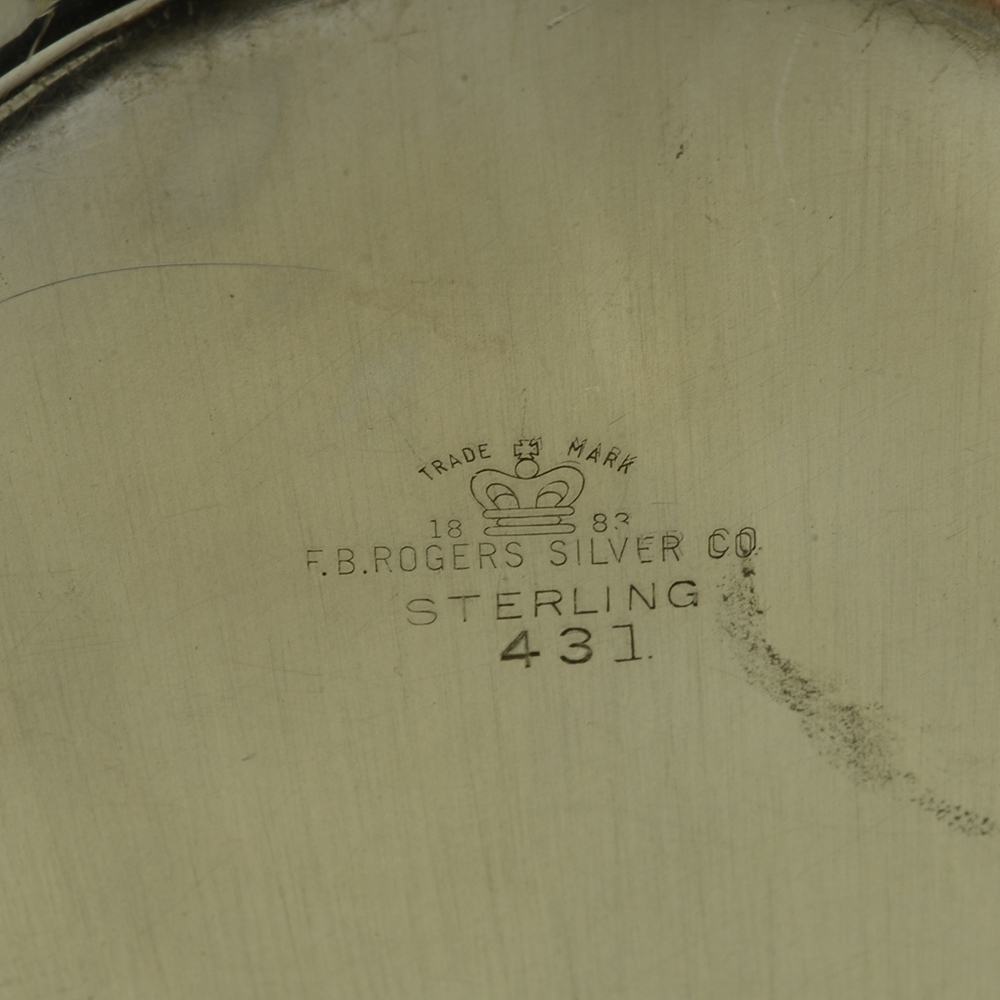 TRADE MARK
18 83
F.B.ROGERS SILVER CO.
STERLING
431